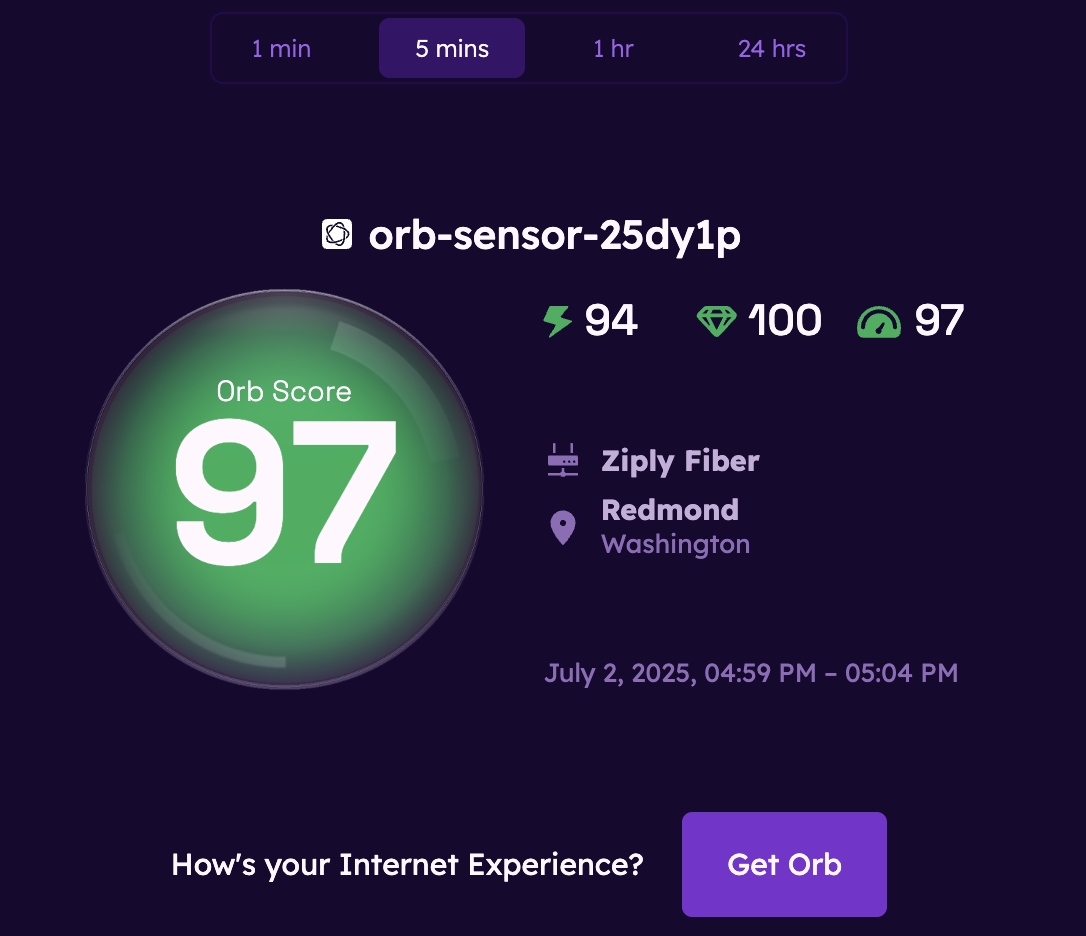 1 min 5 mins 1 hr 24 hrs
orb-sensor-25dy1p
94 100 97
Orb Score
97
Ziply Fiber
Redmond
Washington
July 2, 2025, 04:59 PM – 05:04 PM
How's your Internet Experience? Get Orb